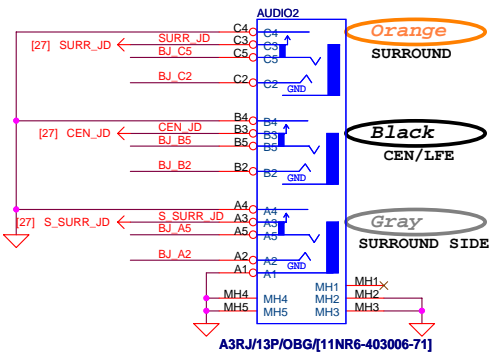 AUDIO2
C4 C4
[27] SURR_JD SURR_JD C3 C3
BJ_C5 C5 C5
BJ_C2 C2 C2
GND
Orange
SURROUND
B4 B4
[27] CEN_JD CEN_JD B3 B3
BJ_B5 B5 B5
BJ_B2 B2 B2
GND
Black
CEN/LFE
A4 A4
[27] S_SURR_JD S_SURR_JD A3 A3
BJ_A5 A5 A5
BJ_A2 A2 A2
GND
A1 A1
Gray
SURROUND SIDE
MH1 MH1
MH4 MH4 MH2 MH2
MH5 MH5 MH3 MH3
A3RJ/13P/OBG/[11NR6-403006-71]